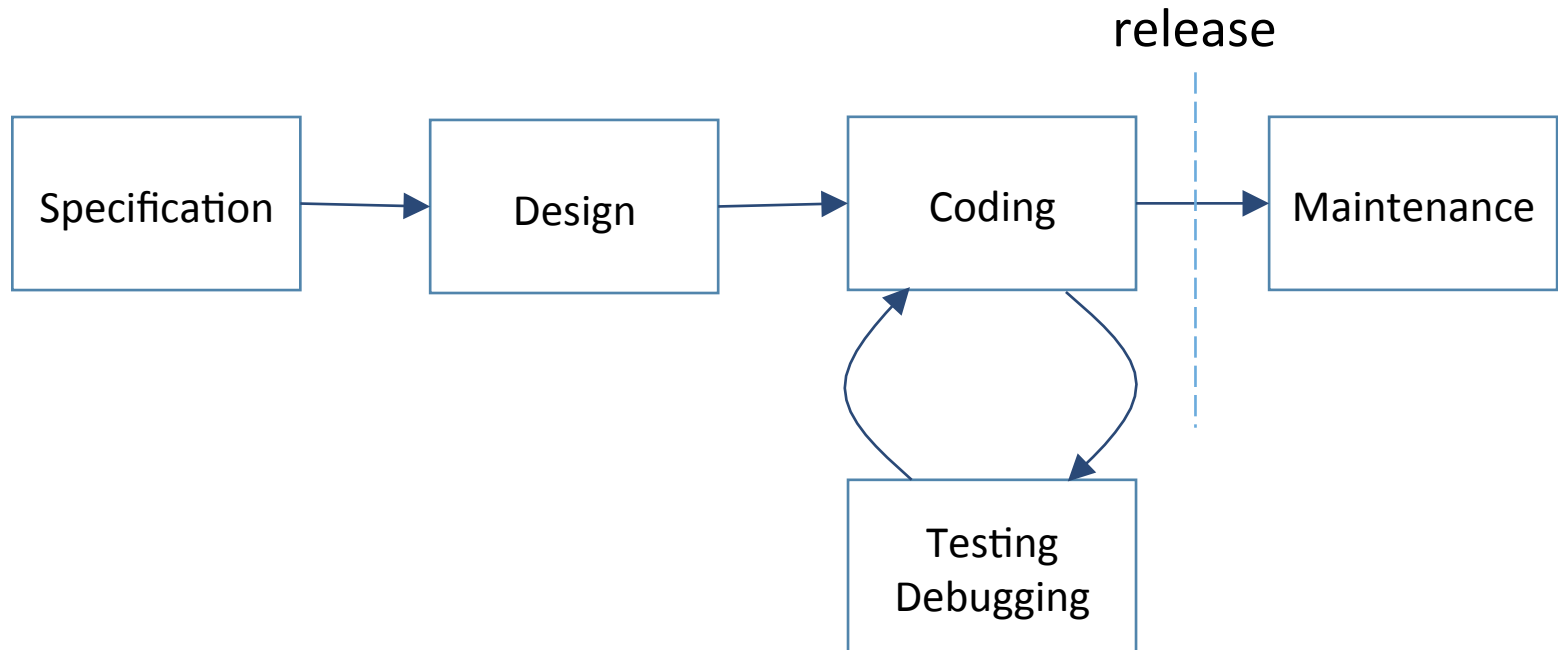 release
Specification
Design
Coding
Maintenance
Testing
Debugging